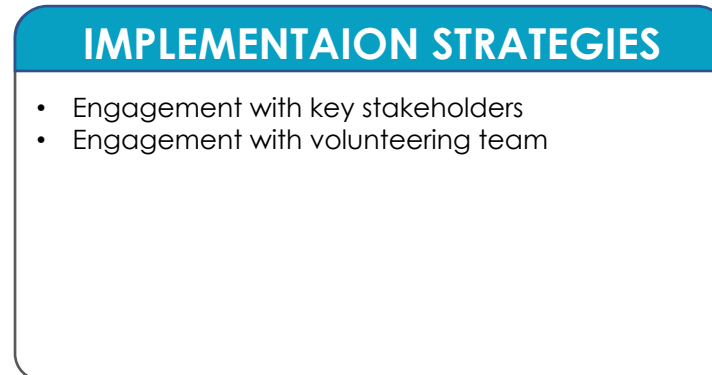 IMPLEMENTAION STRATEGIES
• Engagement with key stakeholders
• Engagement with volunteering team